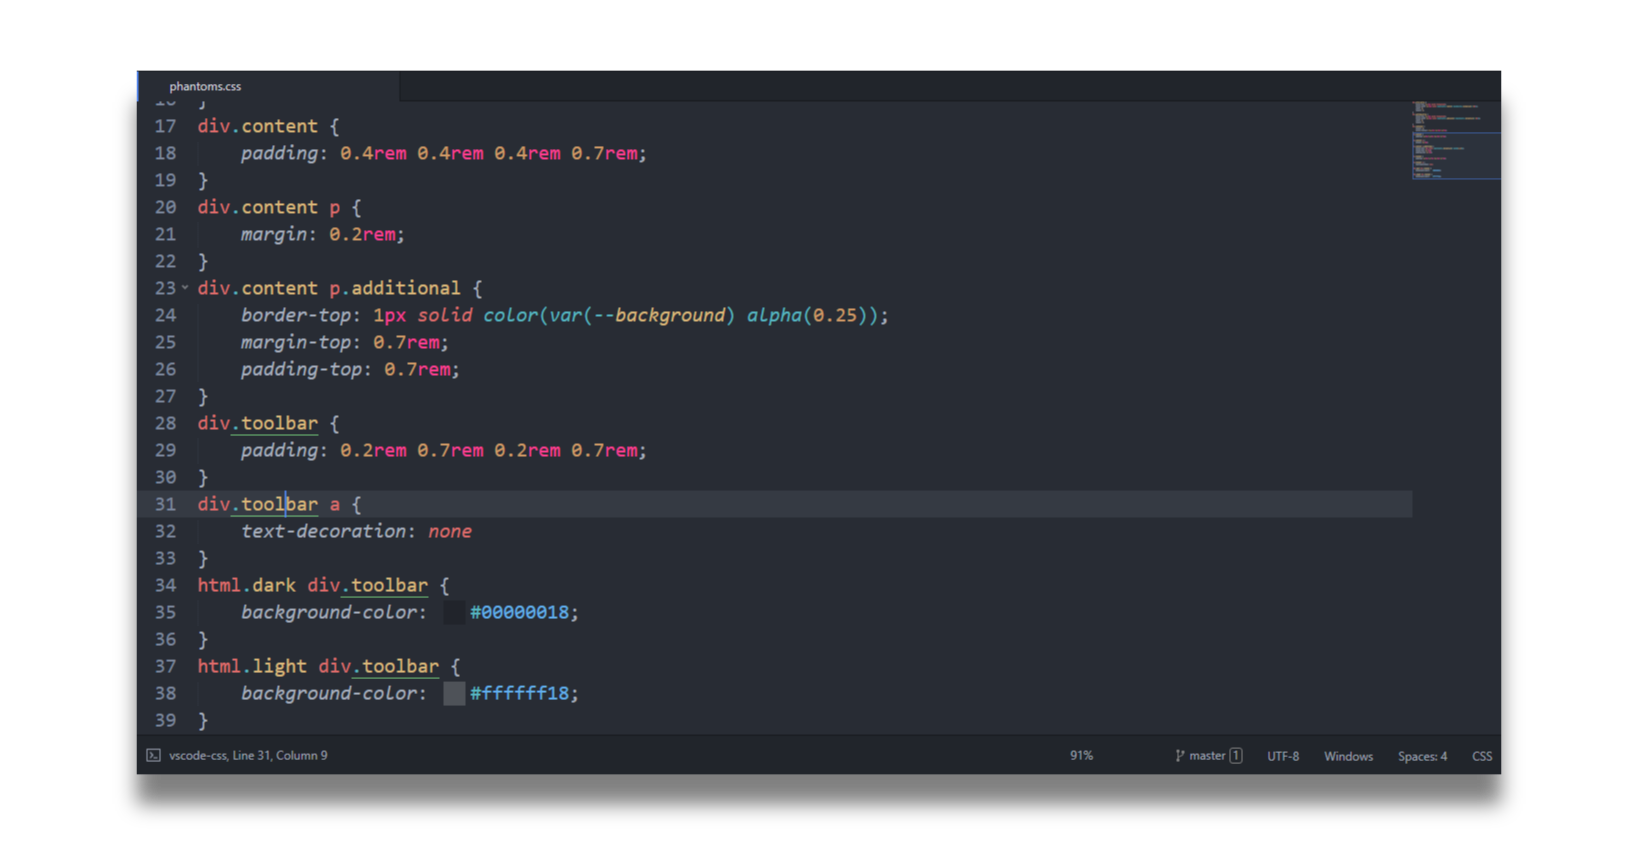 phantoms.css
}
17 div.content {
18 padding: 0.4rem 0.4rem 0.4rem 0.7rem;
19 }
20 div.content p {
21 margin: 0.2rem;
22 }
23 div.content p.additional {
24 border-top: 1px solid color(var(--background) alpha(0.25));
25 margin-top: 0.7rem;
26 padding-top: 0.7rem;
27 }
28 div.toolbar {
29 padding: 0.2rem 0.7rem 0.2rem 0.7rem;
30 }
31 div.toolbar a {
32 text-decoration: none
33 }
34 html.dark div.toolbar {
35 background-color: #00000018;
36 }
37 html.light div.toolbar {
38 background-color: #ffffff18;
39 }
vscode-css, Line 31, Column 9 91% master 1 UTF-8 Windows Spaces: 4 CSS